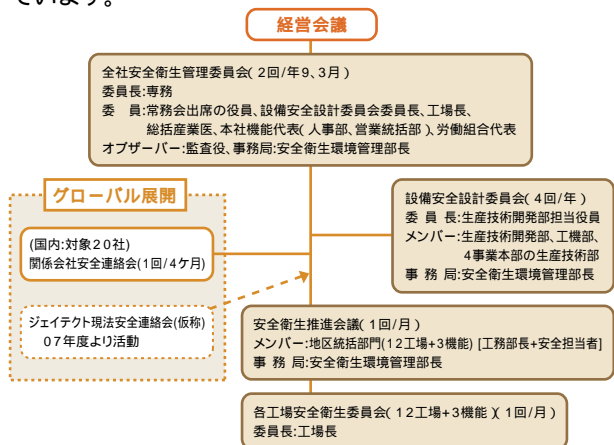 ています。
経営会議
全社安全衛生管理委員会(2回/年9、3月)
委員長:専務
委　員:常務会出席の役員、設備安全設計委員会委員長、工場長、
総括産業医、本社機能代表(人事部、営業統括部)、労働組合代表
オブザーバー:監査役、事務局:安全衛生環境管理部長
グローバル展開
(国内:対象20社)
関係会社安全連絡会(1回/4ケ月)
ジェイテクト現法安全連絡会(仮称)
07年度より活動
設備安全設計委員会(4回/年)
委 員 長:生産技術開発部担当役員
メンバー:生産技術開発部、工機部、
4事業本部の生産技術部
事 務 局:安全衛生環境管理部長
安全衛生推進会議(1回/月)
メンバー:地区統括部門(12工場+3機能) [工務部長+安全担当者]
事 務 局:安全衛生環境管理部長
各工場安全衛生委員会(12工場+3機能)(1回/月)
委員長:工場長